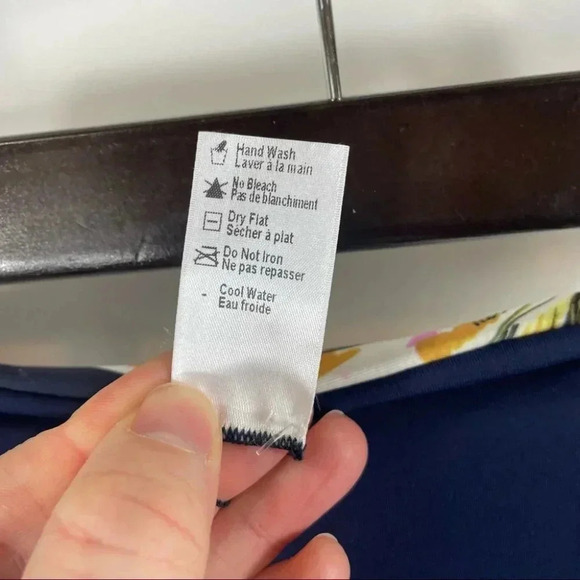 Hand Wash
Laver à la main
No Bleach
Pas de blanchiment
Dry Flat
Sècher à plat
Do Not Iron
Ne pas repasser
- Cool Water
Eau froide